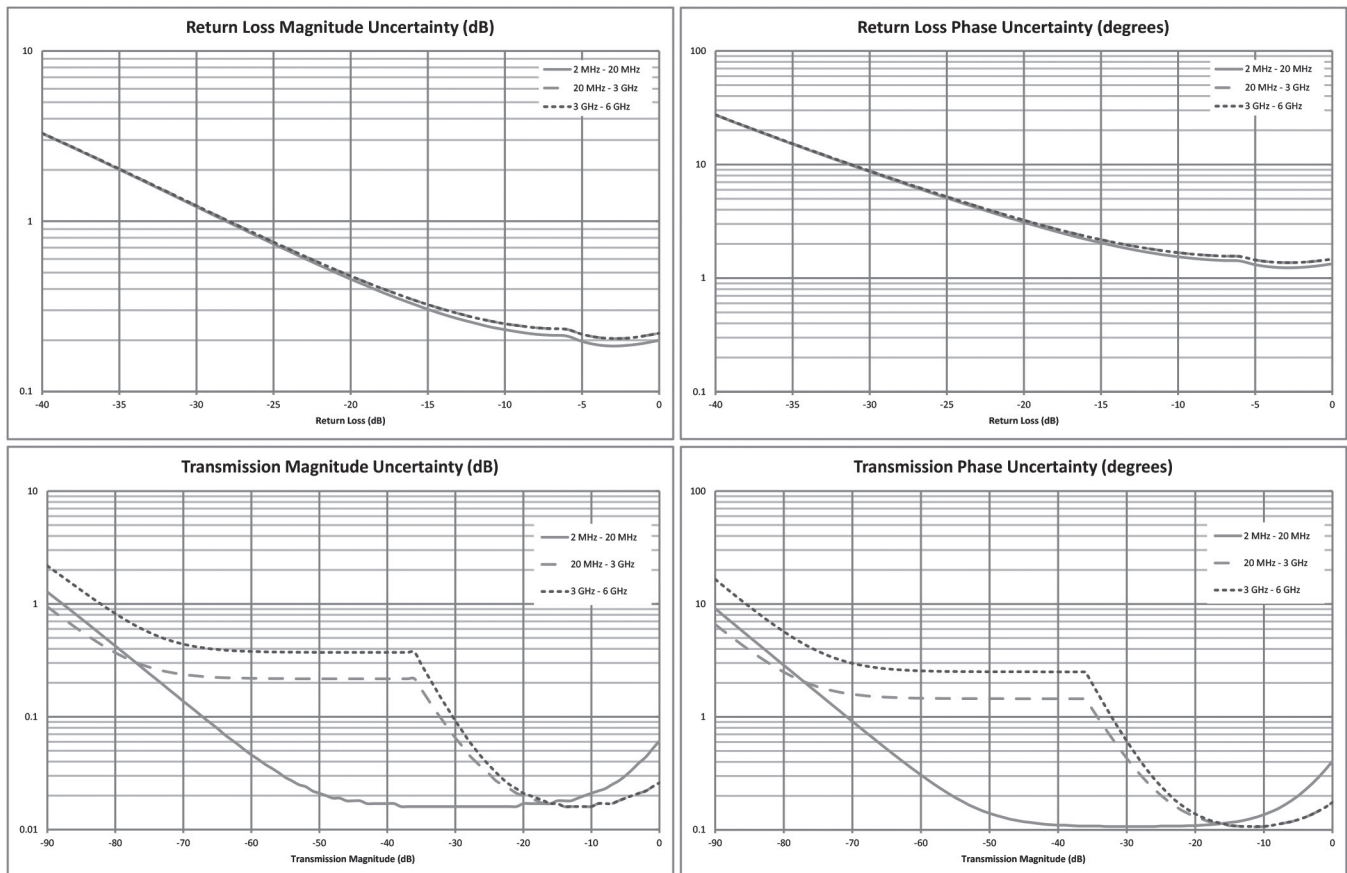 Return Loss Magnitude Uncertainty (dB)
10
1
0.1
2 MHz - 20 MHz
20 MHz - 3 GHz
3 GHz - 6 GHz
-40 -35 -30 -25 -20 -15 -10 -5 0
Return Loss (dB)
Return Loss Phase Uncertainty (degrees)
100
10
1
0.1
2 MHz - 20 MHz
20 MHz - 3 GHz
3 GHz - 6 GHz
-40 -35 -30 -25 -20 -15 -10 -5 0
Return Loss (dB)
Transmission Magnitude Uncertainty (dB)
10
1
0.1
0.01
2 MHz - 20 MHz
20 MHz - 3 GHz
3 GHz - 6 GHz
-90 -80 -70 -60 -50 -40 -30 -20 -10 0
Transmission Magnitude (dB)
Transmission Phase Uncertainty (degrees)
100
10
1
0.1
2 MHz - 20 MHz
20 MHz - 3 GHz
3 GHz - 6 GHz
-90 -80 -70 -60 -50 -40 -30 -20 -10 0
Transmission Magnitude (dB)